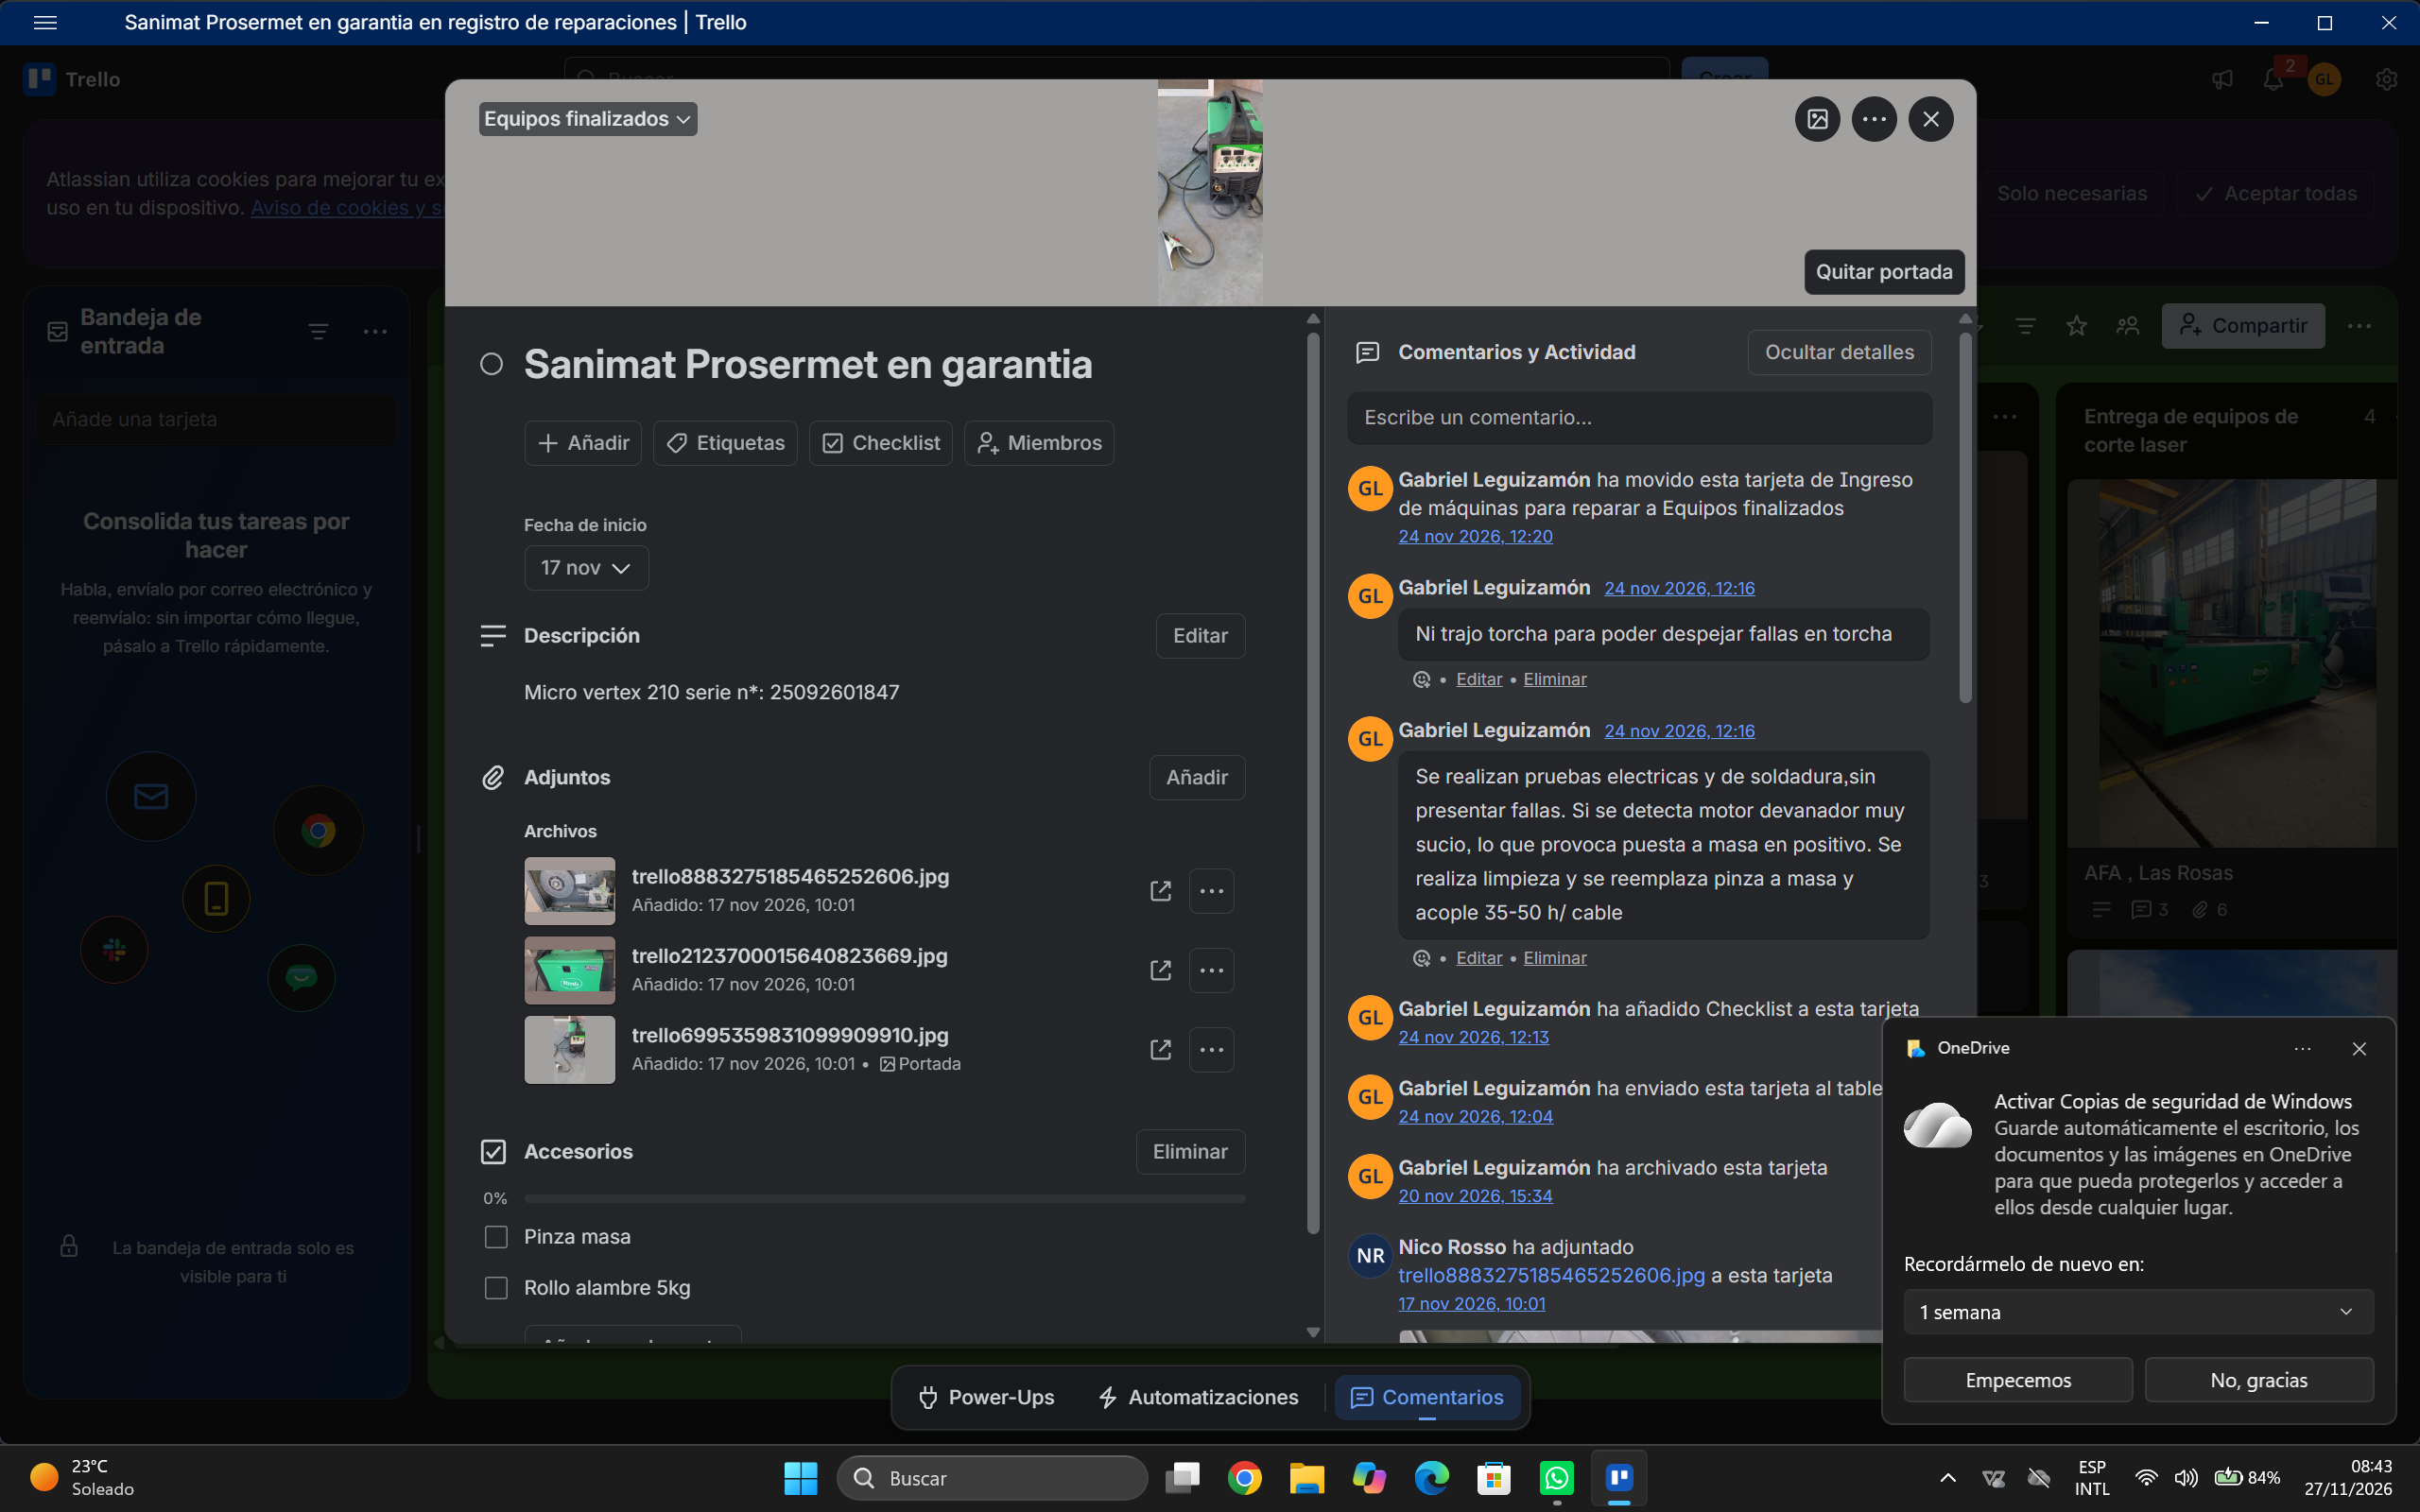 Sanimat Prosermet en garantia en registro de reparaciones | Trello
Trello
Buscar
Crear
2
GL
Atlassian utiliza cookies para mejorar tu ex
uso en tu dispositivo. Aviso de cookies y s
Solo necesarias
Aceptar todas
Equipos finalizados
Quitar portada
Bandeja de
entrada
Añade una tarjeta
Consolida tus tareas por
hacer
Habla, envíalo por correo electrónico y
reenvíalo: sin importar cómo llegue,
pásalo a Trello rápidamente.
La bandeja de entrada solo es
visible para ti
Sanimat Prosermet en garantia
Añadir
Etiquetas
Checklist
Miembros
Fecha de inicio
17 nov
Descripción
Editar
Micro vertex 210 serie n*: 25092601847
Adjuntos
Añadir
Archivos
trello8883275185465252606.jpg
Añadido: 17 nov 2026, 10:01
trello2123700015640823669.jpg
Añadido: 17 nov 2026, 10:01
trello6995359831099909910.jpg
Añadido: 17 nov 2026, 10:01 • Portada
Accesorios
Eliminar
0%
Pinza masa
Rollo alambre 5kg
Comentarios y Actividad
Ocultar detalles
Escribe un comentario...
GL
Gabriel Leguizamón ha movido esta tarjeta de Ingreso
de máquinas para reparar a Equipos finalizados
24 nov 2026, 12:20
GL
Gabriel Leguizamón 24 nov 2026, 12:16
Ni trajo torcha para poder despejar fallas en torcha
• Editar • Eliminar
GL
Gabriel Leguizamón 24 nov 2026, 12:16
Se realizan pruebas electricas y de soldadura,sin
presentar fallas. Si se detecta motor devanador muy
sucio, lo que provoca puesta a masa en positivo. Se
realiza limpieza y se reemplaza pinza a masa y
acople 35-50 h/ cable
• Editar • Eliminar
GL
Gabriel Leguizamón ha añadido Checklist a esta tarjeta
24 nov 2026, 12:13
GL
Gabriel Leguizamón ha enviado esta tarjeta al table
24 nov 2026, 12:04
GL
Gabriel Leguizamón ha archivado esta tarjeta
20 nov 2026, 15:34
NR
Nico Rosso ha adjuntado
trello8883275185465252606.jpg a esta tarjeta
17 nov 2026, 10:01
Compartir
Entrega de equipos de
corte laser
4
3
AFA , Las Rosas
3
6
OneDrive
Activar Copias de seguridad de Windows
Guarde automáticamente el escritorio, los
documentos y las imágenes en OneDrive
para que pueda protegerlos y acceder a
ellos desde cualquier lugar.
Recordármelo de nuevo en:
1 semana
Empecemos
No, gracias
Power-Ups
Automatizaciones
Comentarios
23°C
Soleado
Buscar
ESP
INTL
84%
08:43
27/11/2026